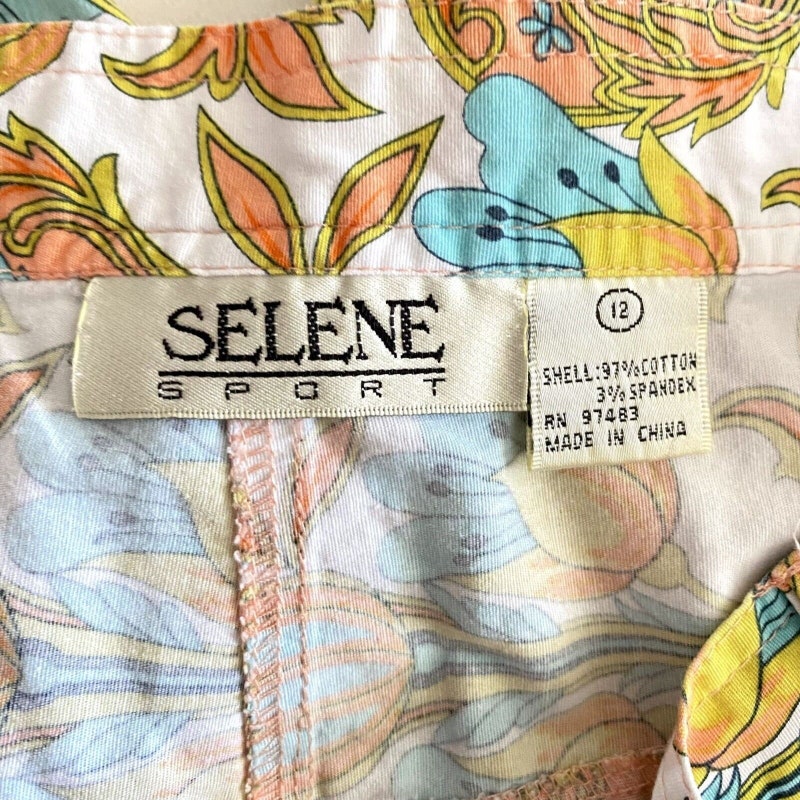 SELENE
SPORT
12
SHELL:97%COTTON
3%SPANDEX
RN 97483
MADE IN CHINA